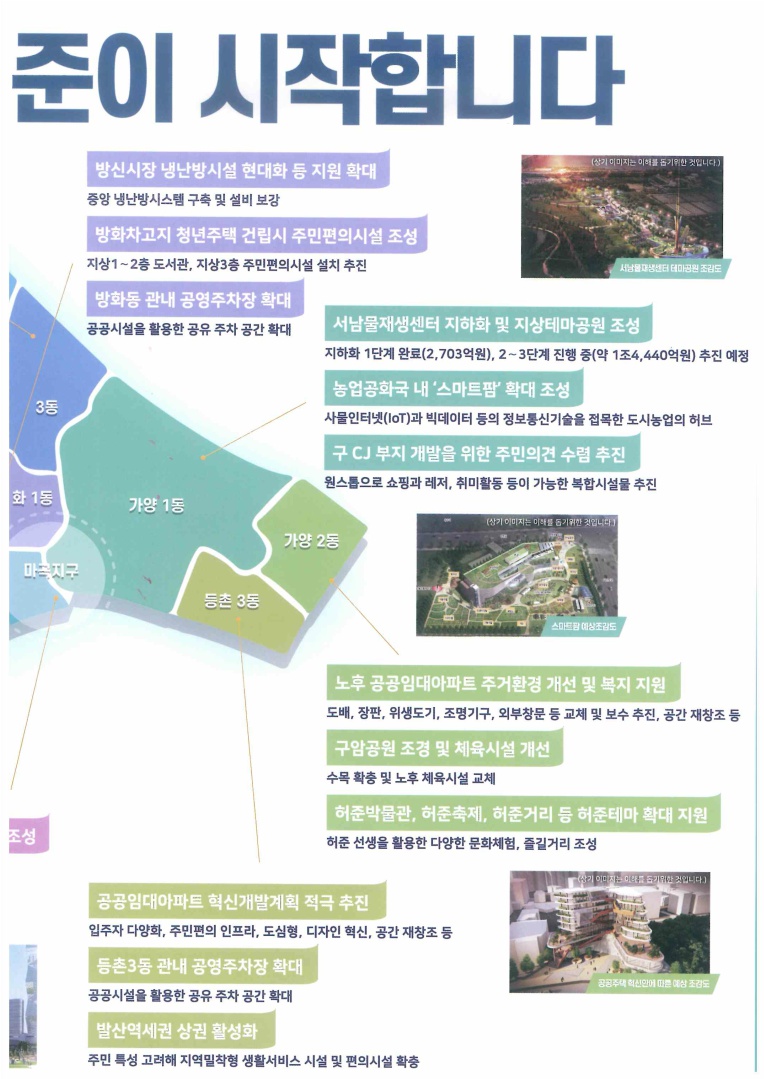 준이 시작합니다
방신시장 냉난방시설 현대화 등 지원 확대
중앙 냉난방시스템 구축 및 설비 보강
방화차고지 청년주택 건립시 주민편의시설 조성
지상1~2층 도서관, 지상3층 주민편의시설 설치 추진
방화동 관내 공영주차장 확대
공공시설을 활용한 공유 주차 공간 확대
(상기 이미지는 이해를 돕기위한 것입니다.)
서남물재생센터 테마공원 조감도
서남물재생센터 지하화 및 지상테마공원 조성
지하화 1단계 완료(2,703억원), 2~3단계 진행 중(약 1조4,440억원) 추진 예정
농업공화국 내 '스마트팜' 확대 조성
사물인터넷(IoT)과 빅데이터 등의 정보통신기술을 접목한 도시농업의 허브
구 CJ 부지 개발을 위한 주민의견 수렴 추진
원스톱으로 쇼핑과 레저, 취미활동 등이 가능한 복합시설물 추진
3동
화 1동
가양 1동
가양 2동
마곡지구
등촌 3동
(상기 이미지는 이해를 돕기위한 것입니다.)
스마트팜 예상조감도
노후 공공임대아파트 주거환경 개선 및 복지 지원
도배, 장판, 위생도기, 조명기구, 외부창문 등 교체 및 보수 추진, 공간 재창조 등
구암공원 조경 및 체육시설 개선
수목 확충 및 노후 체육시설 교체
허준박물관, 허준축제, 허준거리 등 허준테마 확대 지원
허준 선생을 활용한 다양한 문화체험, 즐길거리 조성
조성
공공임대아파트 혁신개발계획 적극 추진
입주자 다양화, 주민편의 인프라, 도심형, 디자인 혁신, 공간 재창조 등
등촌3동 관내 공영주차장 확대
공공시설을 활용한 공유 주차 공간 확대
발산역세권 상권 활성화
주민 특성 고려해 지역밀착형 생활서비스 시설 및 편의시설 확충
(상기 이미지는 이해를 돕기위한 것입니다.)
공공주택 혁신안에 따른 예상 조감도